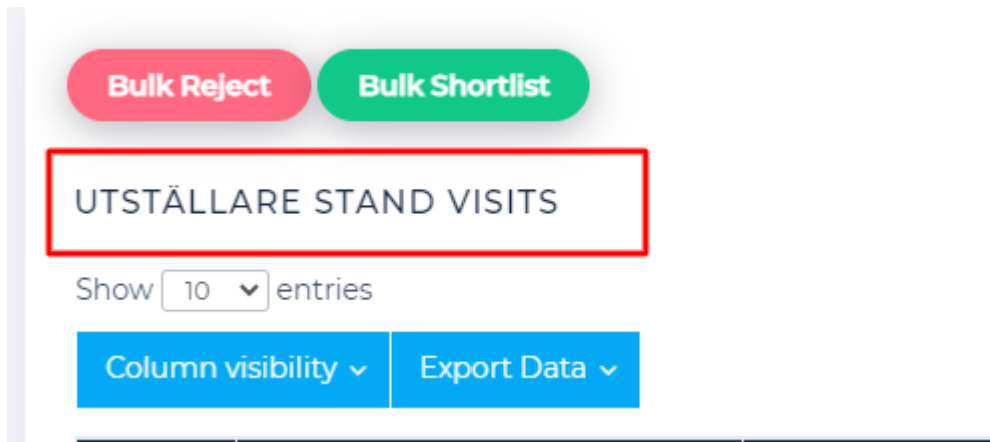 Bulk Reject Bulk Shortlist
UTSTÄLLARE STAND VISITS
Show 10 entries
Column visibility Export Data